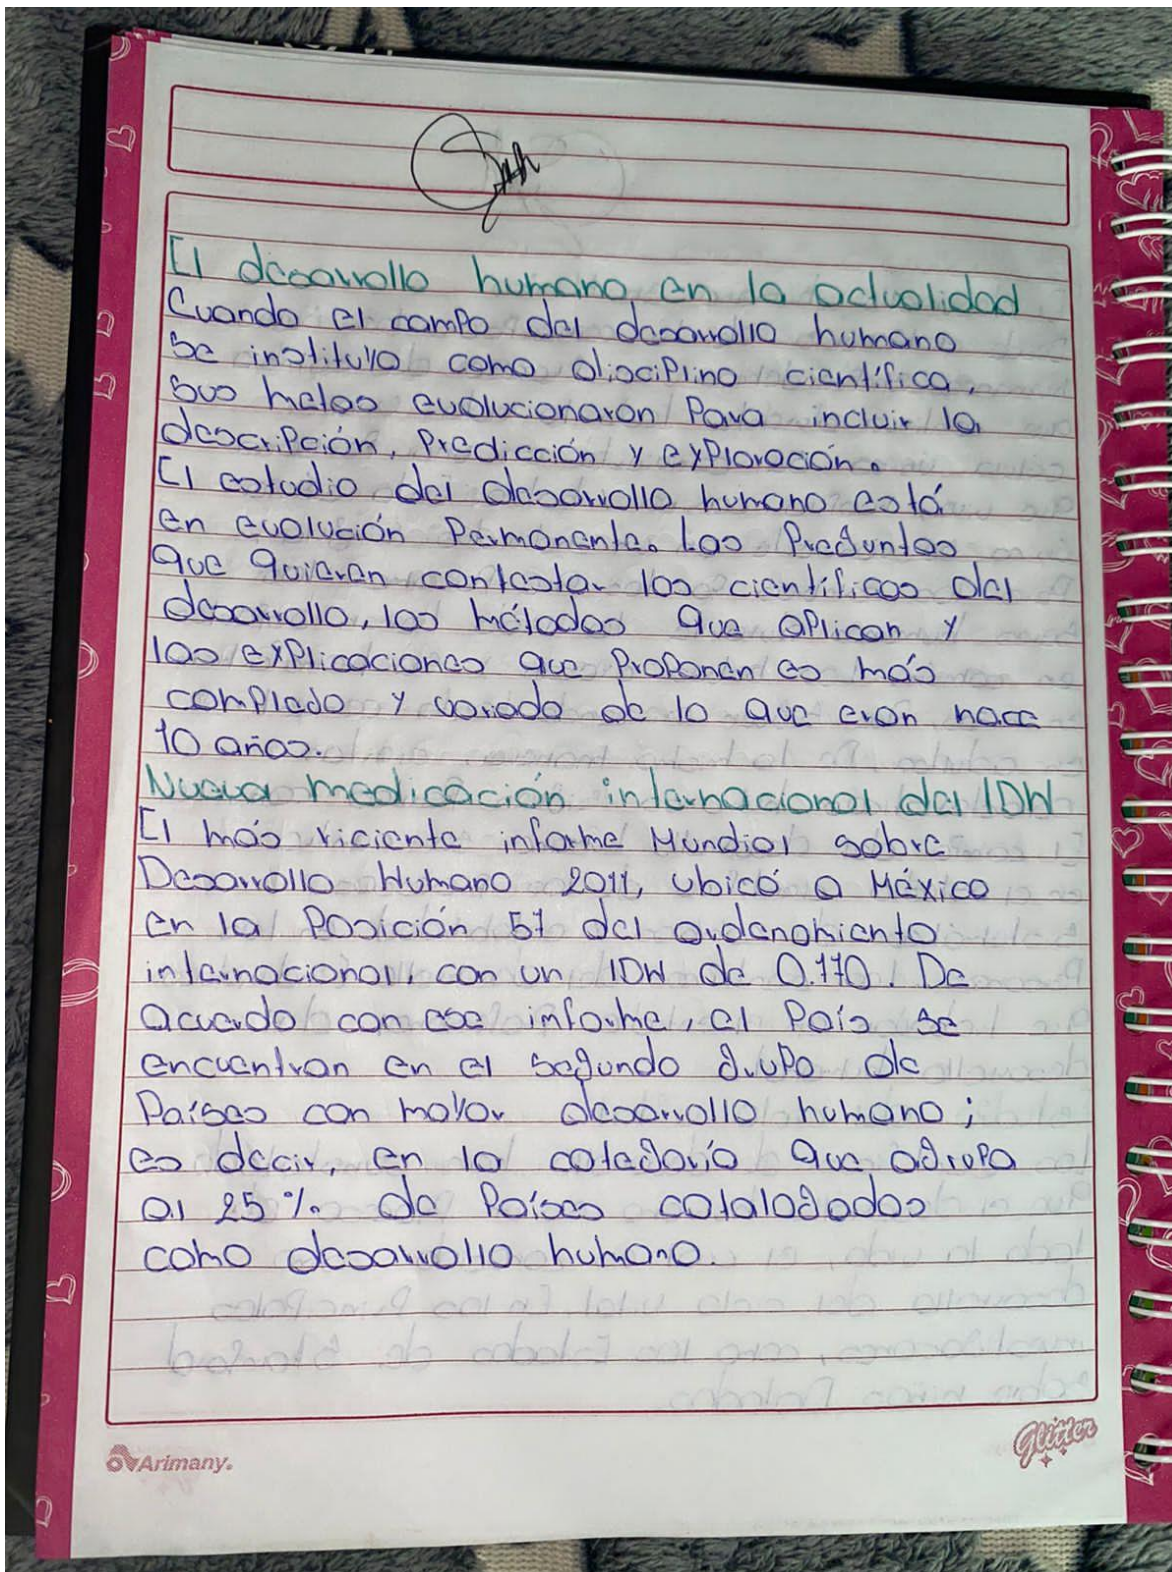 El desarrollo humano en la actualidad
Cuando el campo del desarrollo humano
se instituyo como disciplina científica,
sus metas evolucionaron para incluir la
descripción, predicción y exploración.
El estudio del desarrollo humano está
en evolución permanente. Las preguntas
que quieren contestar los científicos del
desarrollo, los métodos que aplican y
las explicaciones que proponen es más
complado y variado de lo que eran hace
10 años.
Nueva medicación internacional del IDH
El más riciente informe Mundial sobre
Desarrollo Humano 2011, ubicó a México
en la posición 57 del ordenamiento
internacional, con un IDH de 0.770. De
acuerdo con ese informe, el País se
encuentran en el segundo grupo de
Países con mayor desarrollo humano;
es decir, en la categoría que agrupa
al 25 % de Países catalogados
como desarrollo humano.
Arimany.
Glitter